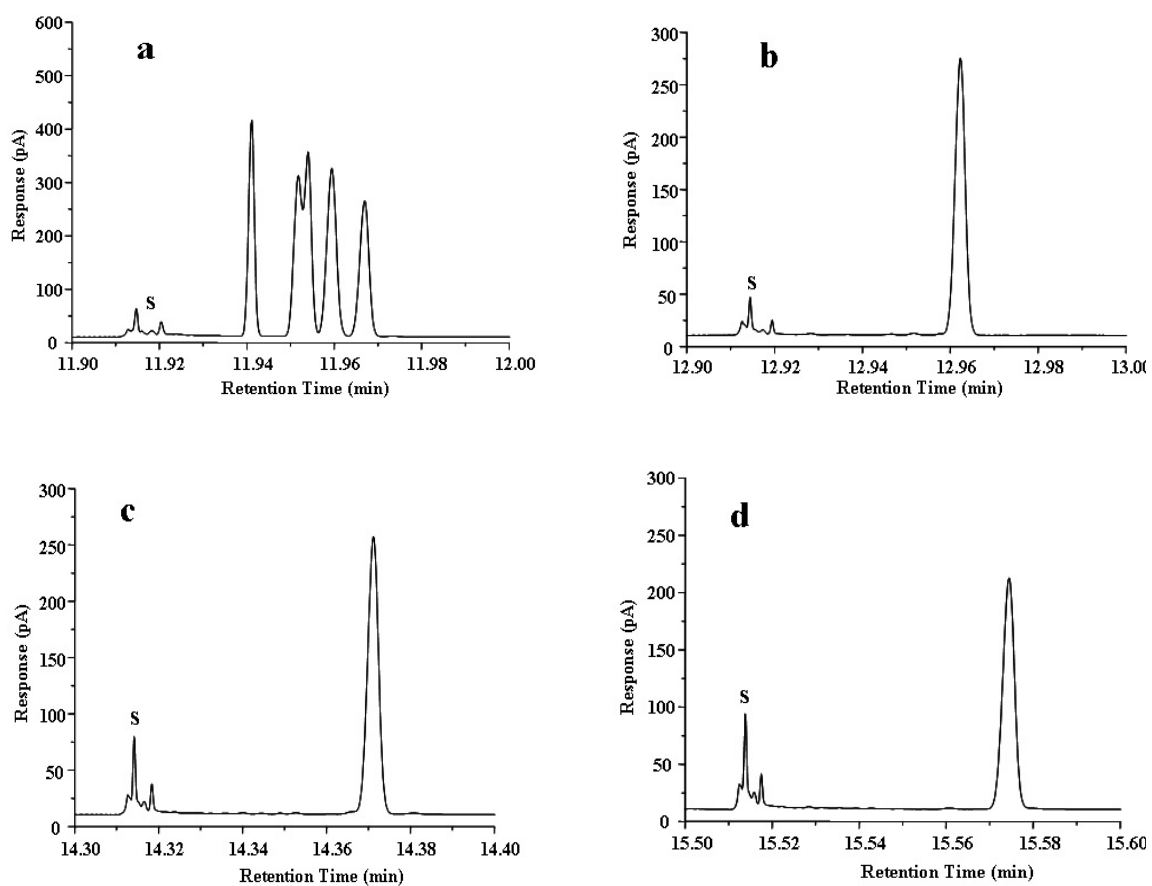 a
600
500
400
300
200
100
0
Response (pA)
S
11.90 11.92 11.94 11.96 11.98 12.00
Retention Time (min)
b
300
250
200
150
100
50
0
Response (pA)
S
12.90 12.92 12.94 12.96 12.98 13.00
Retention Time (min)
c
300
250
200
150
100
50
0
Response (pA)
S
14.30 14.32 14.34 14.36 14.38 14.40
Retention Time (min)
d
300
250
200
150
100
50
0
Response (pA)
S
15.50 15.52 15.54 15.56 15.58 15.60
Retention Time (min)